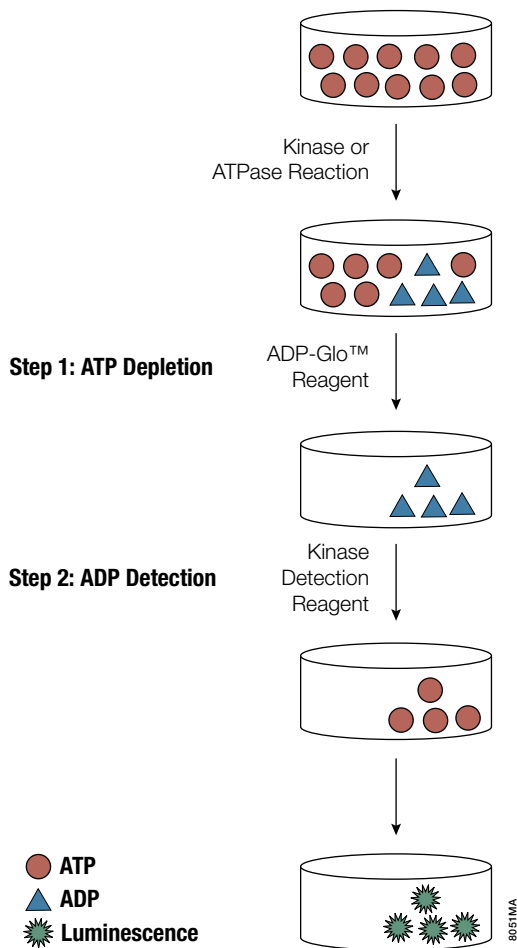 Kinase or
ATPase Reaction
Step 1: ATP Depletion
ADP-Glo™
Reagent
Step 2: ADP Detection
Kinase
Detection
Reagent
ATP
ADP
Luminescence
8051MA